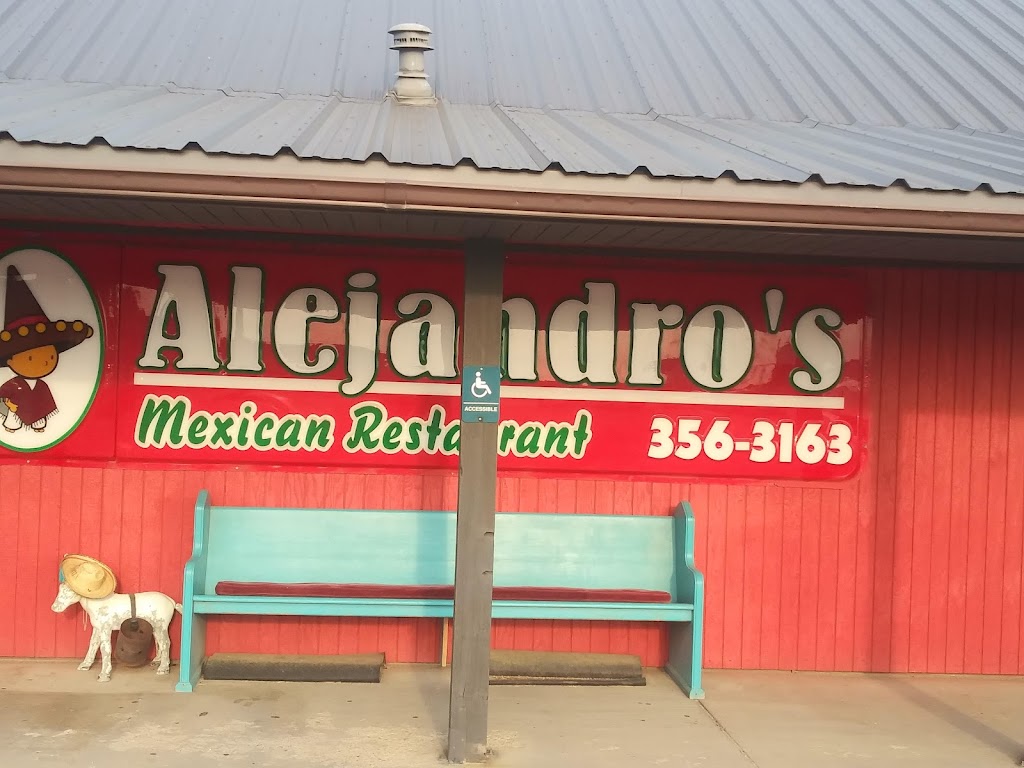 Alejandro's
Mexican Restaurant 356-3163
ACCESSIBLE